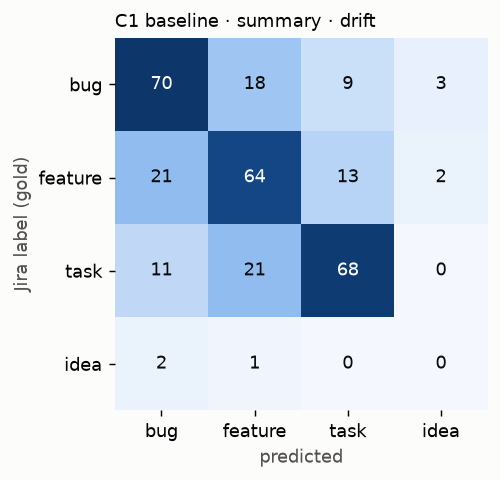 C1 baseline · summary · drift
Jira label (gold)
bug 70 18 9 3
feature 21 64 13 2
task 11 21 68 0
idea 2 1 0 0
bug feature task idea
predicted